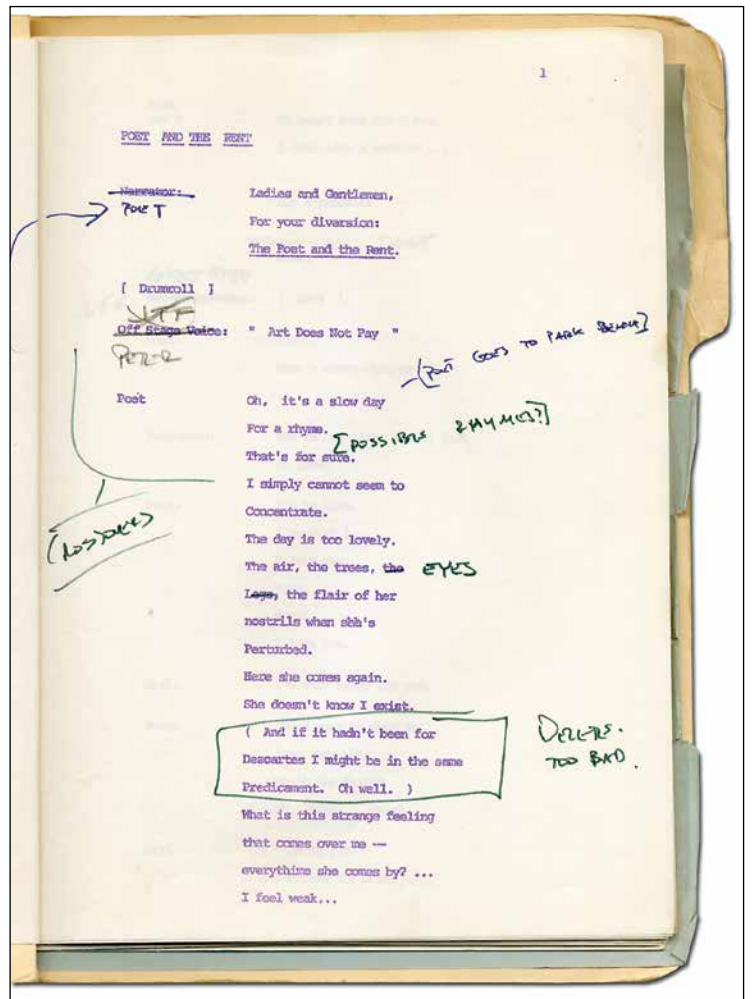 1
POET AND THE RENT
Narrator: Ladies and Gentlemen,
POET
For your diversion:
The Poet and the Rent.
[ Drumroll ]
VTF
Off Stage Voice: " Art Does Not Pay "
PETER
(POET GOES TO PARK BENCH]
Poet Oh, it's a slow day
For a rhyme.
[POSSIBLE RHYMES?]
That's for sure.
I simply cannot seem to
Concentrate.
The day is too lovely.
The air, the trees, the EYES
Legs, the flair of her
nostrils when shh's
Perturbed.
Here she comes again.
She doesn't know I exist.
( And if it hadn't been for
Descartes I might be in the same
Predicament. Oh well. )
DELETE.
TOO BAD.
What is this strange feeling
that comes over me --
everythime she comes by? ...
I feel weak...